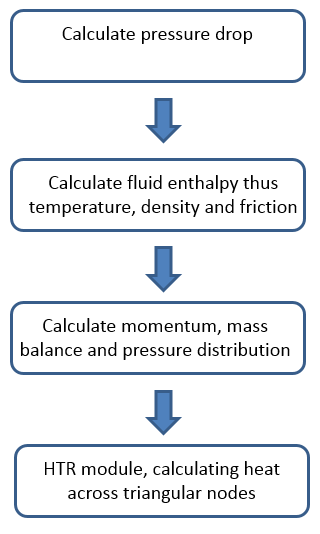 Calculate pressure drop
Calculate fluid enthalpy thus
temperature, density and friction
Calculate momentum, mass
balance and pressure distribution
HTR module, calculating heat
across triangular nodes